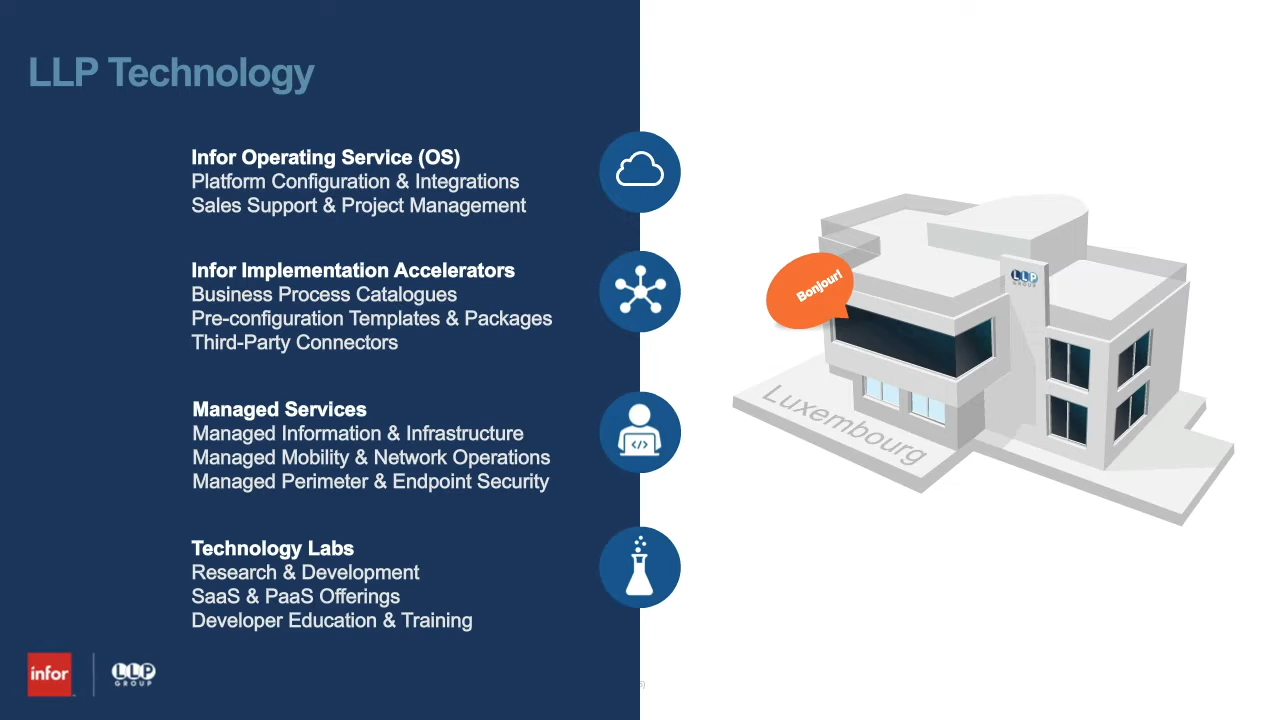 LLP Technology
Infor Operating Service (OS)
Platform Configuration & Integrations
Sales Support & Project Management
Infor Implementation Accelerators
Business Process Catalogues
Pre-configuration Templates & Packages
Third-Party Connectors
Managed Services
Managed Information & Infrastructure
Managed Mobility & Network Operations
Managed Perimeter & Endpoint Security
Technology Labs
Research & Development
SaaS & PaaS Offerings
Developer Education & Training
infor
LLP
GROUP
Bonjour!
LLP
GROUP
Luxembourg